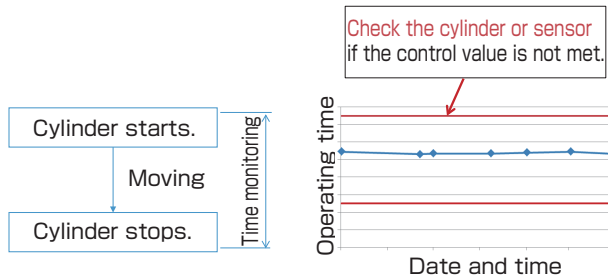 Cylinder starts.
Moving
Cylinder stops.
Time monitoring
Check the cylinder or sensor
if the control value is not met.
Operating time
Date and time